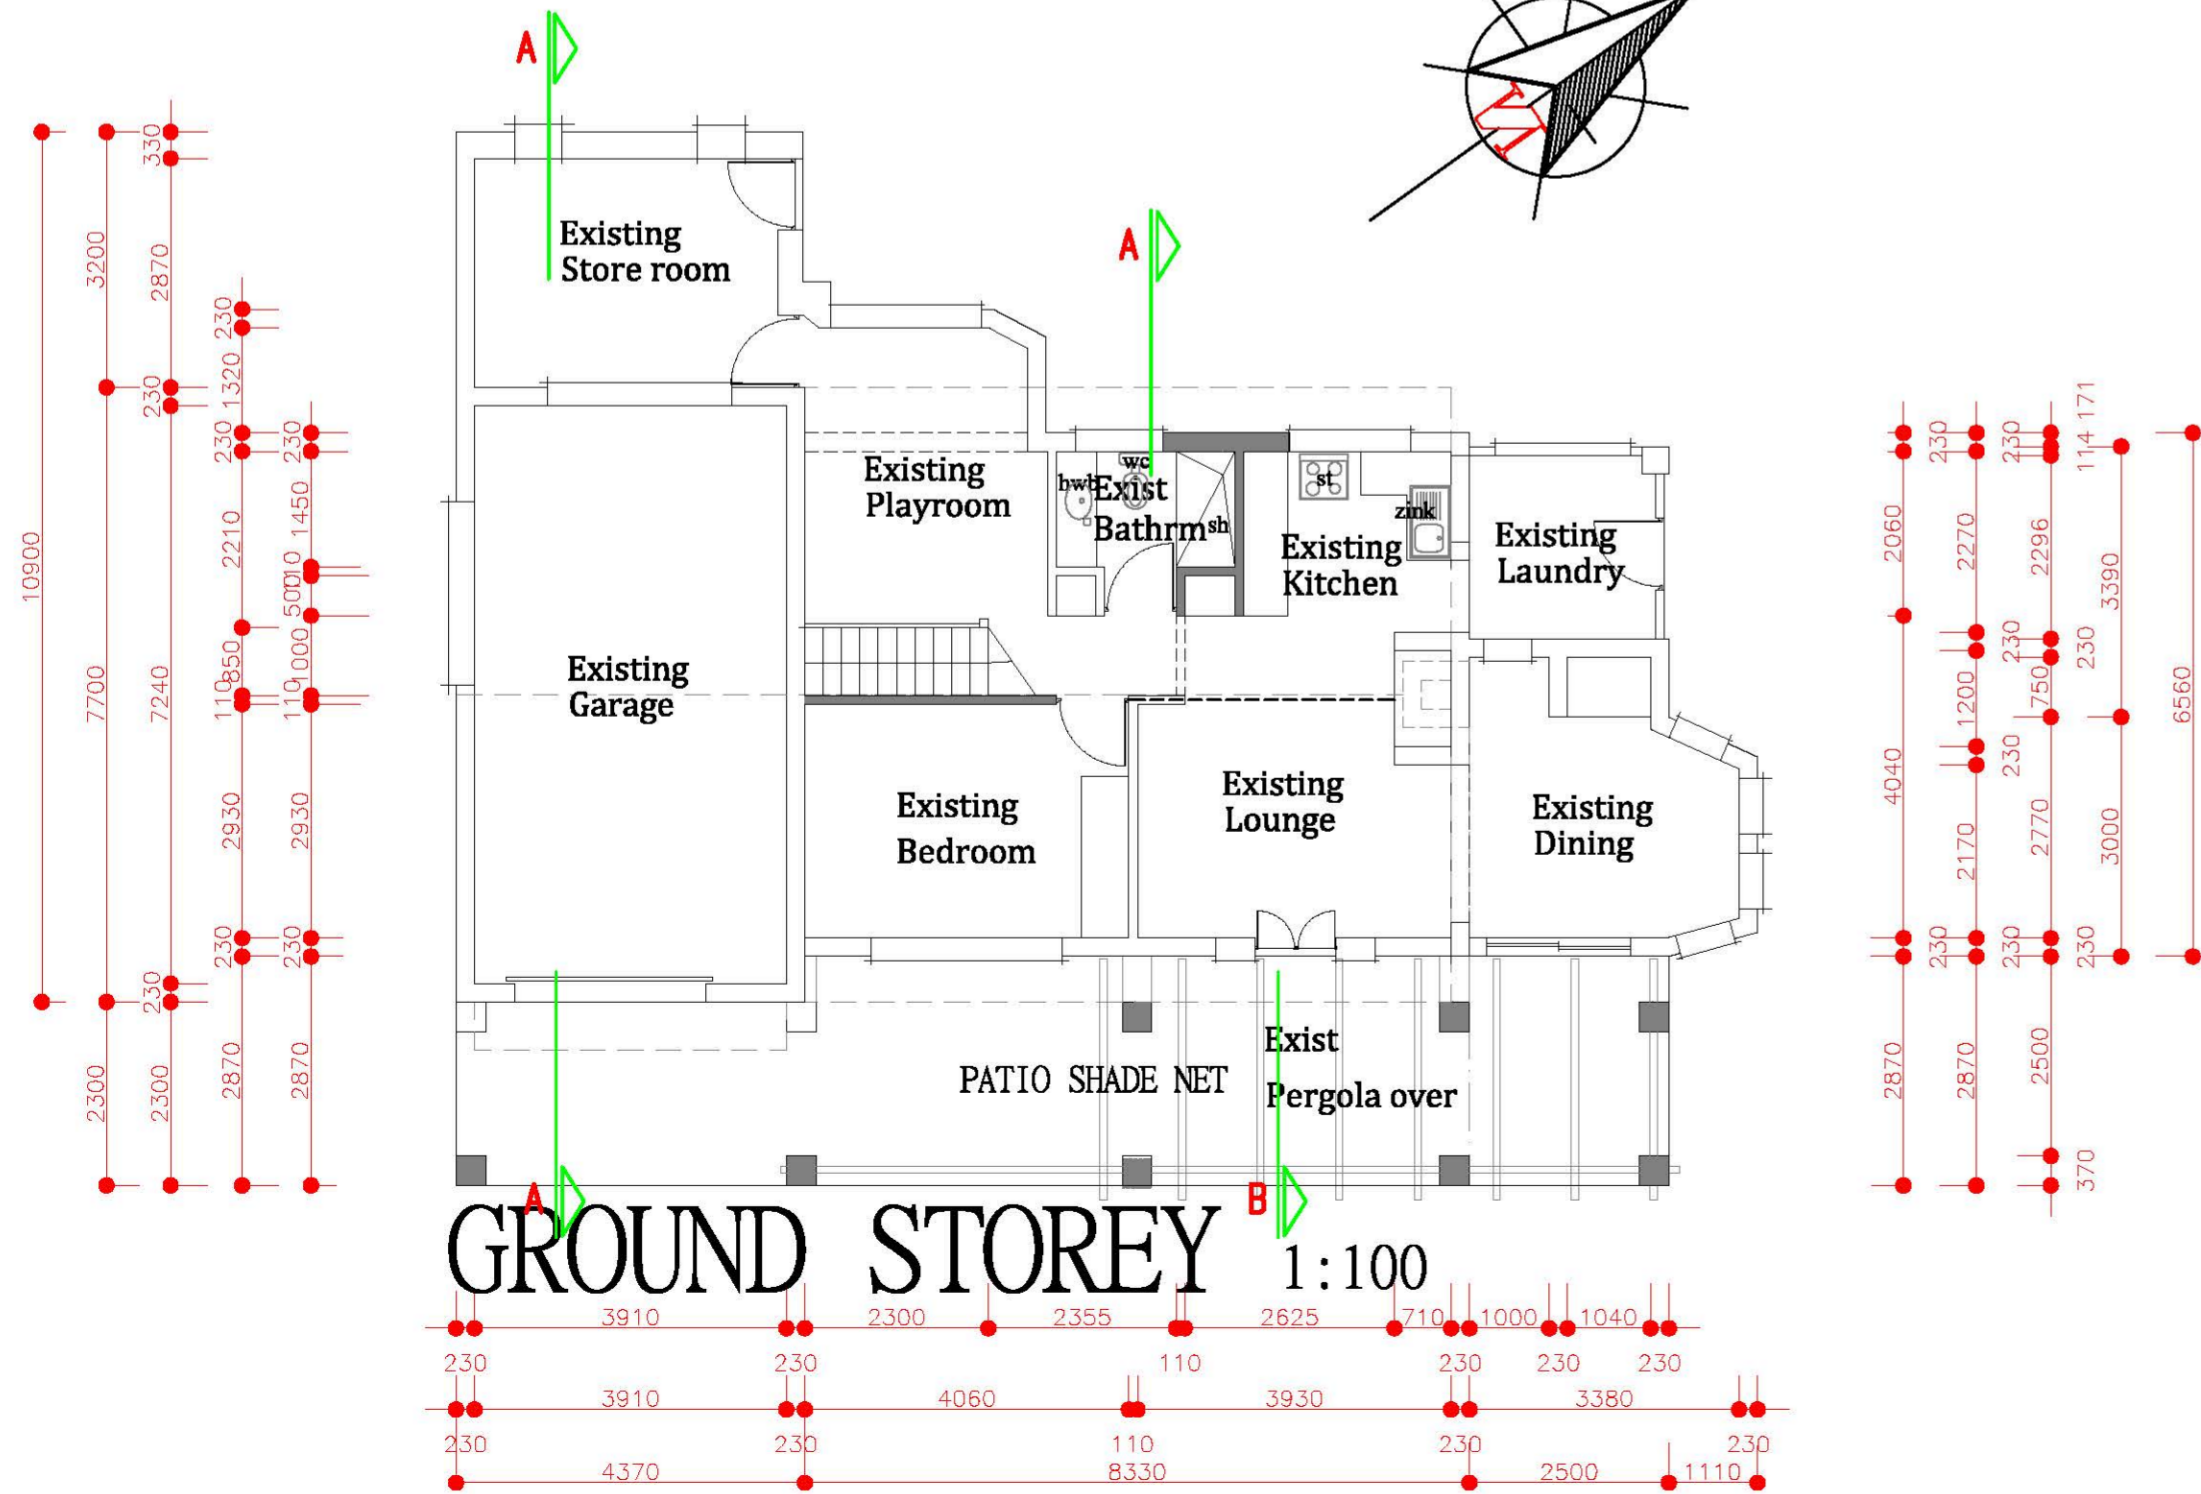 A
N
A
Existing
Store room
Existing
Playroom
hwb
wc
Exist
Bathrm
sh
st
zink
Existing
Kitchen
Existing
Laundry
Existing
Garage
Existing
Bedroom
Existing
Lounge
Existing
Dining
PATIO SHADE NET
Exist
Pergola over
A
B
GROUND STOREY 1:100
10900
3200
7700
2300
330
2870
230
7240
230
2300
230
1320
230
2210
850
110
2930
230
2870
230
1450
10
500
1000
110
2930
230
2870
2060
4040
2870
230
2270
1200
2170
230
2870
230
2296
230
750
230
2770
230
2500
370
114 171
3390
230
3000
230
6560
3910 2300 2355 2625 710 1000 1040
230 230 110 230 230 230
3910 4060 3930 3380
230 230 110 230 230
4370 8330 2500 1110